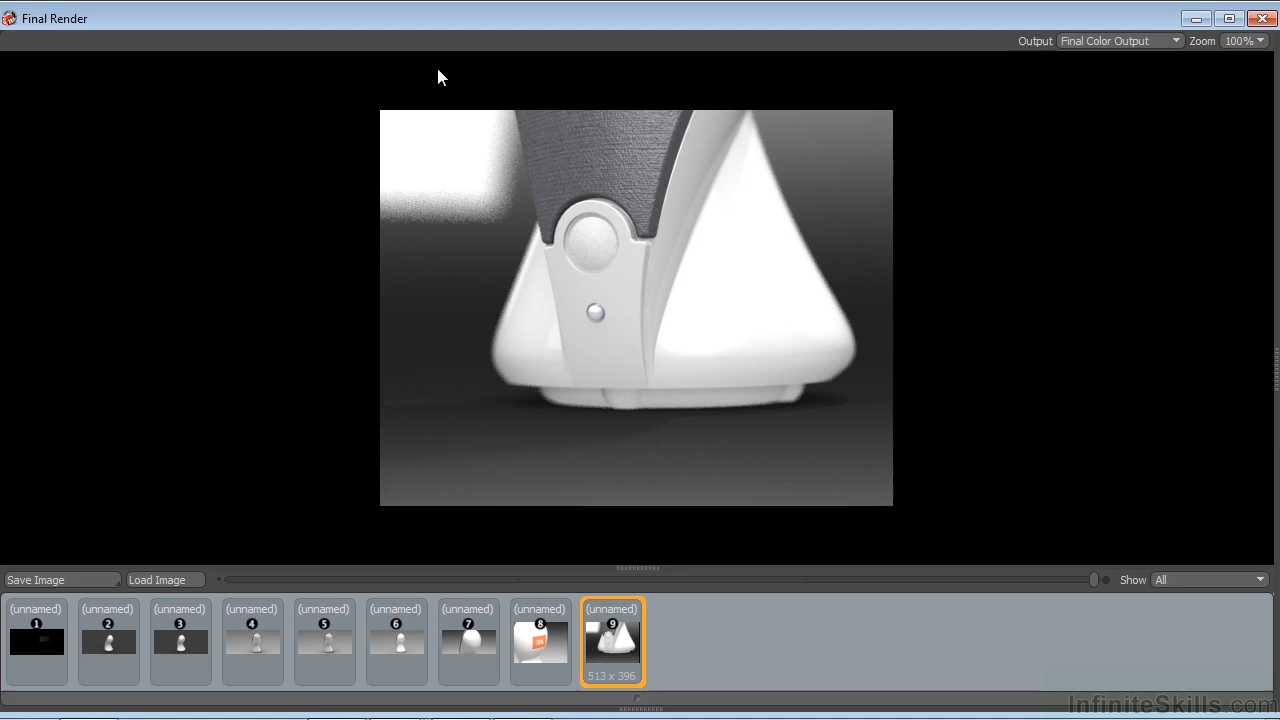 Final Render
Output Final Color Output Zoom 100%
Save Image Load Image Show All
(unnamed) (unnamed) (unnamed) (unnamed) (unnamed) (unnamed) (unnamed) (unnamed) (unnamed)
1 2 3 4 5 6 7 8 9
513 x 396
InfiniteSkills.com